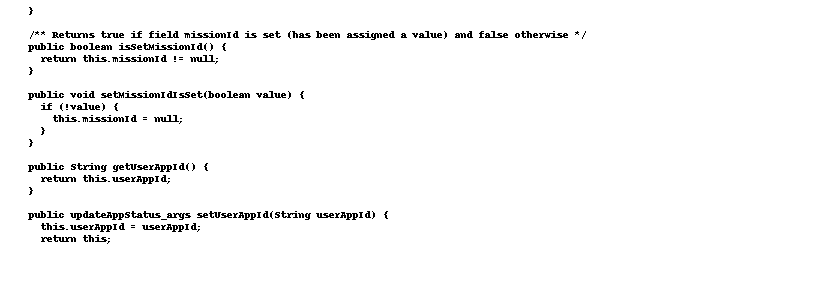 }

/** Returns true if field missionId is set (has been assigned a value) and false otherwise */
public boolean isSetMissionId() {
  return this.missionId != null;
}

public void setMissionIdIsSet(boolean value) {
  if (!value) {
    this.missionId = null;
  }
}

public String getUserAppId() {
  return this.userAppId;
}

public updateAppStatus_args setUserAppId(String userAppId) {
  this.userAppId = userAppId;
  return this;